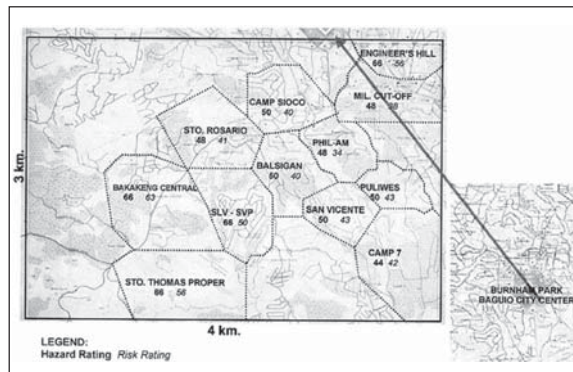 ENGINEER'S HILL
66 56
MIL. CUT-OFF
48
CAMP SIOCO
50 40
STO. ROSARIO
48 41
PHIL-AM
48 34
BALSIGAN
50 40
BAKAKENG CENTRAL
66 63
PULIWES
50 43
SLV - SVP
66 50
SAN VICENTE
50 43
CAMP 7
44 42
STO. THOMAS PROPER
66 56
3 km.
4 km.
BURNHAM PARK
BAGUIO CITY CENTER
LEGEND:
Hazard Rating Risk Rating